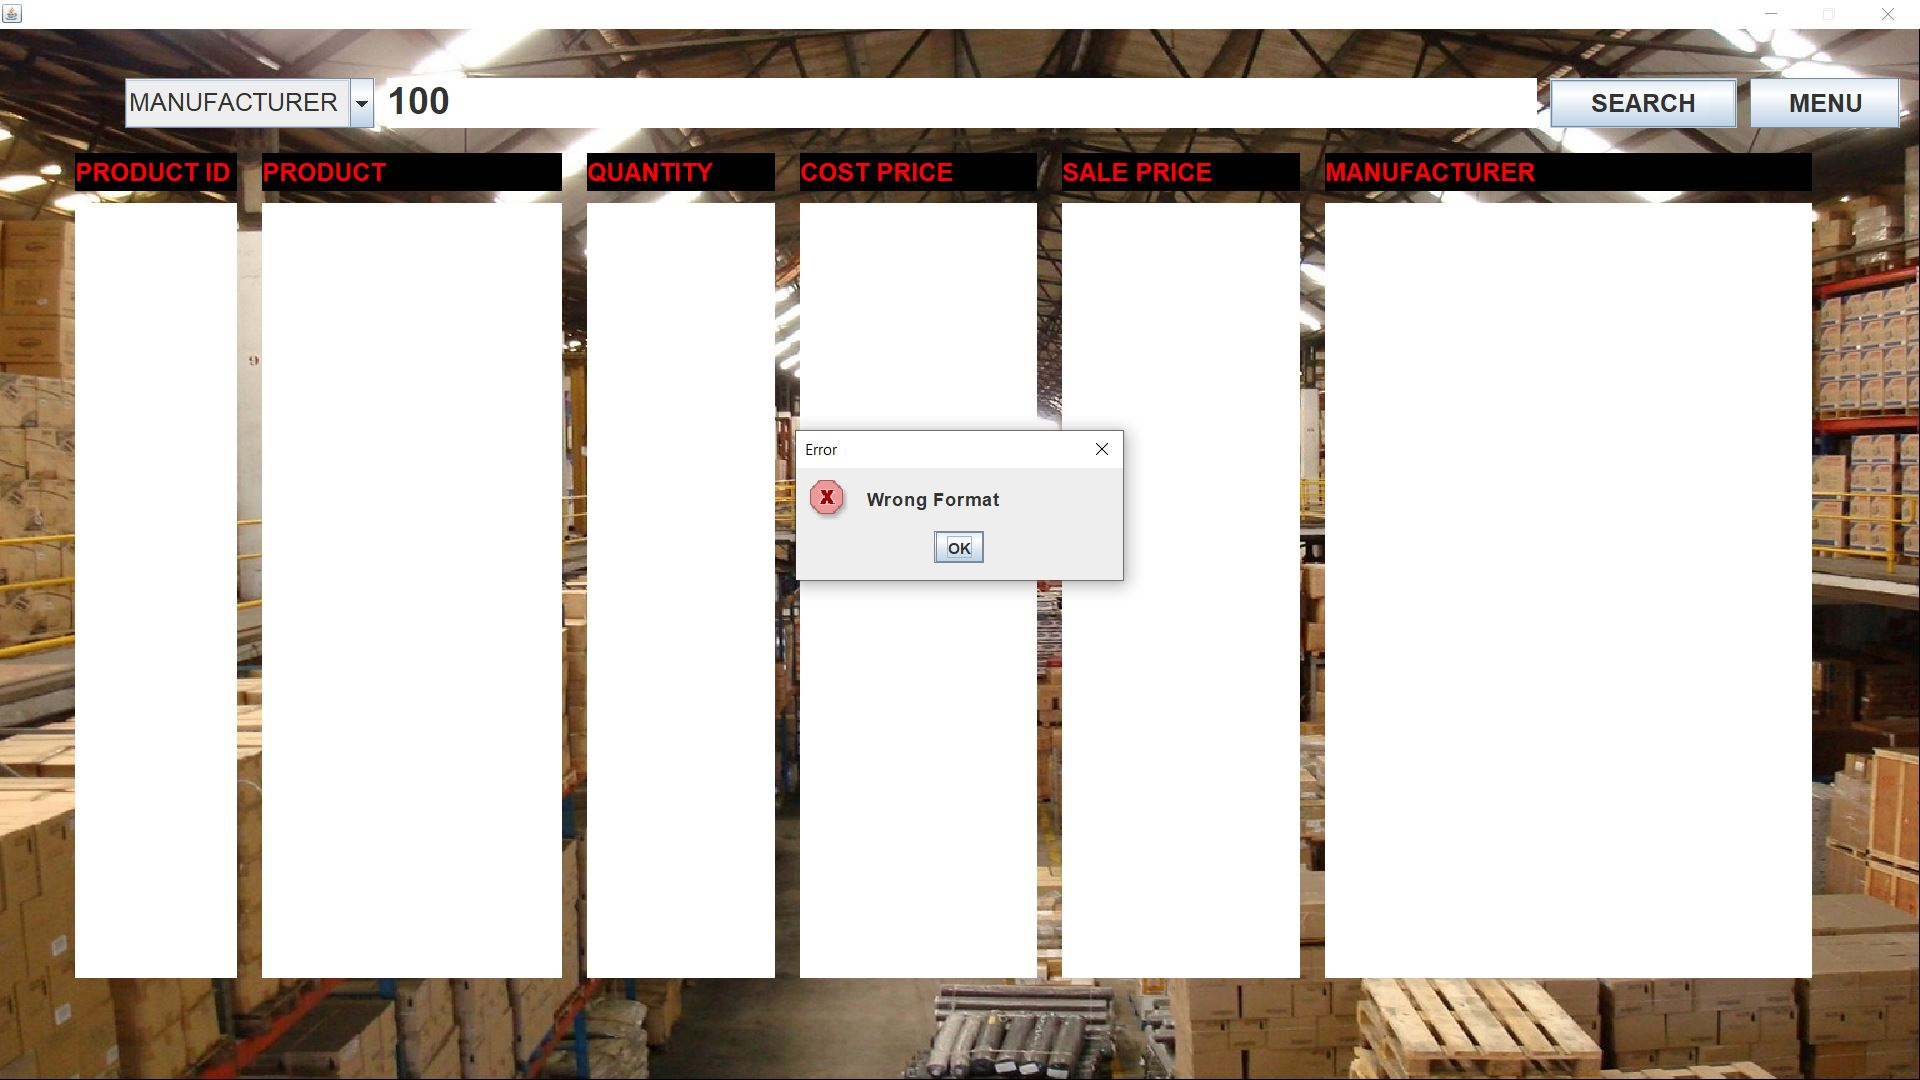 MANUFACTURER 100 SEARCH MENU
PRODUCT ID PRODUCT QUANTITY COST PRICE SALE PRICE MANUFACTURER
Error
X Wrong Format
OK